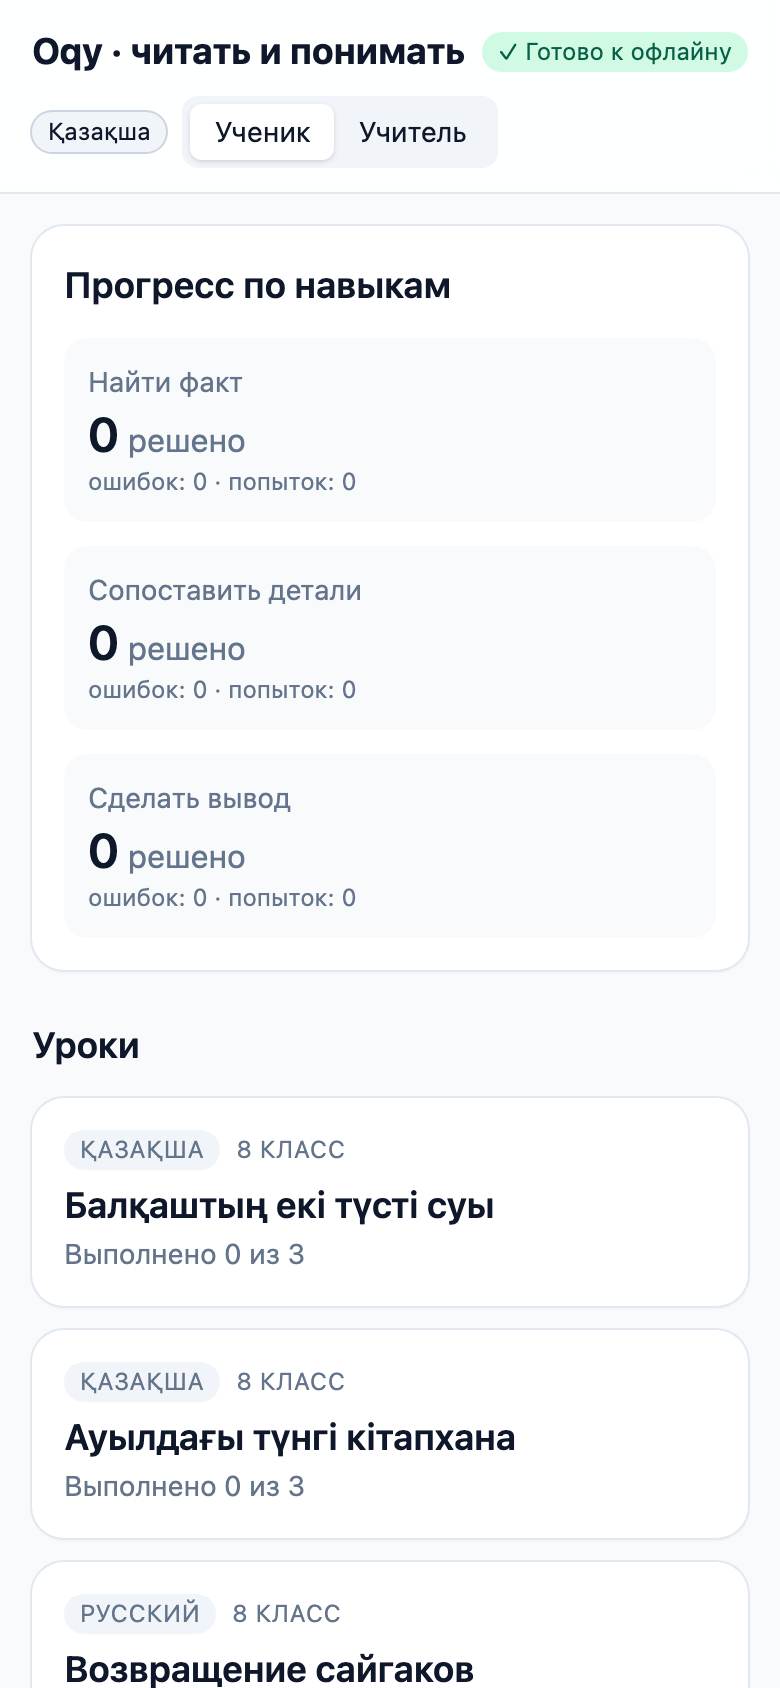 Oqy · читать и понимать
✓ Готово к офлайну
Қазақша
Ученик
Учитель
Прогресс по навыкам
Найти факт
0 решено
ошибок: 0 · попыток: 0
Сопоставить детали
0 решено
ошибок: 0 · попыток: 0
Сделать вывод
0 решено
ошибок: 0 · попыток: 0
Уроки
ҚАЗАҚША 8 КЛАСС
Балқаштың екі түсті суы
Выполнено 0 из 3
ҚАЗАҚША 8 КЛАСС
Ауылдағы түнгі кітапхана
Выполнено 0 из 3
РУССКИЙ 8 КЛАСС
Возвращение сайгаков